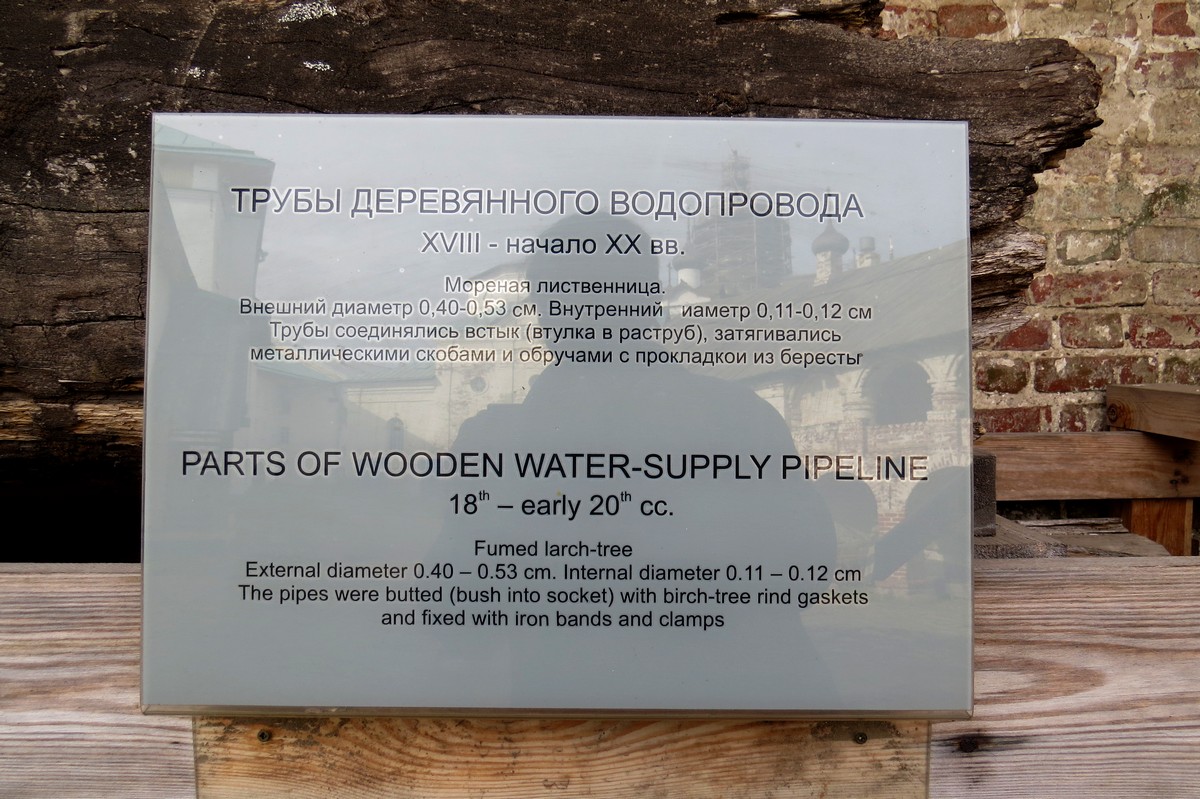 ТРУБЫ ДЕРЕВЯННОГО ВОДОПРОВОДА
XVIII - начало XX вв.
Мореная лиственница.
Внешний диаметр 0,40-0,53 см. Внутренний иаметр 0,11-0,12 см
Трубы соединялись встык (втулка в раструб), затягивались
металлическими скобами и обручами с прокладкои из бересты
PARTS OF WOODEN WATER-SUPPLY PIPELINE
18th – early 20th cc.
Fumed larch-tree
External diameter 0.40 – 0.53 cm. Internal diameter 0.11 – 0.12 cm
The pipes were butted (bush into socket) with birch-tree rind gaskets
and fixed with iron bands and clamps